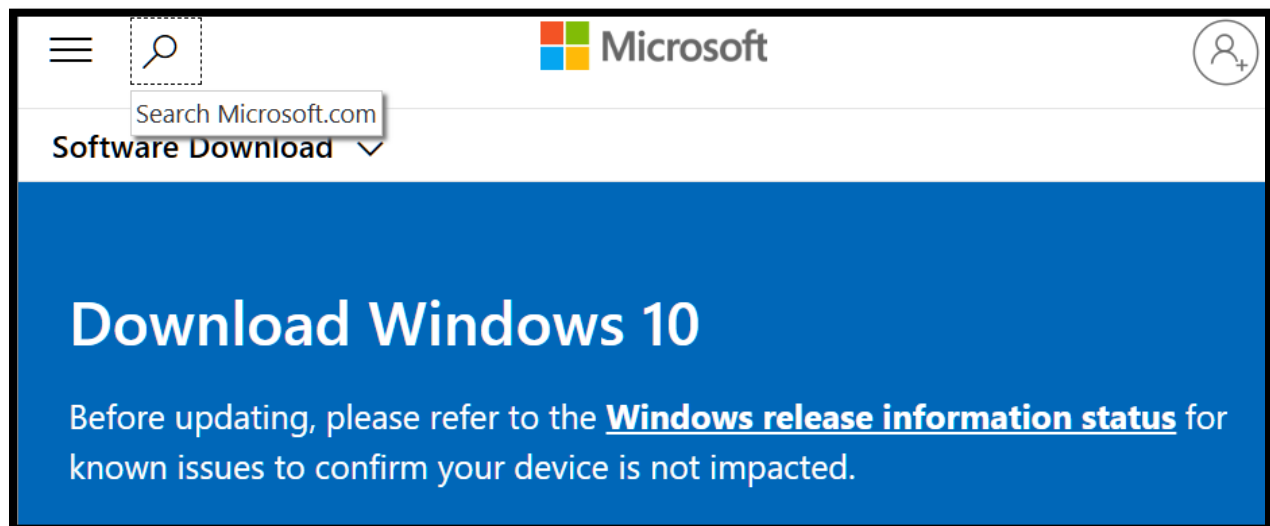 Microsoft
Search Microsoft.com
Software Download
Download Windows 10
Before updating, please refer to the Windows release information status for
known issues to confirm your device is not impacted.